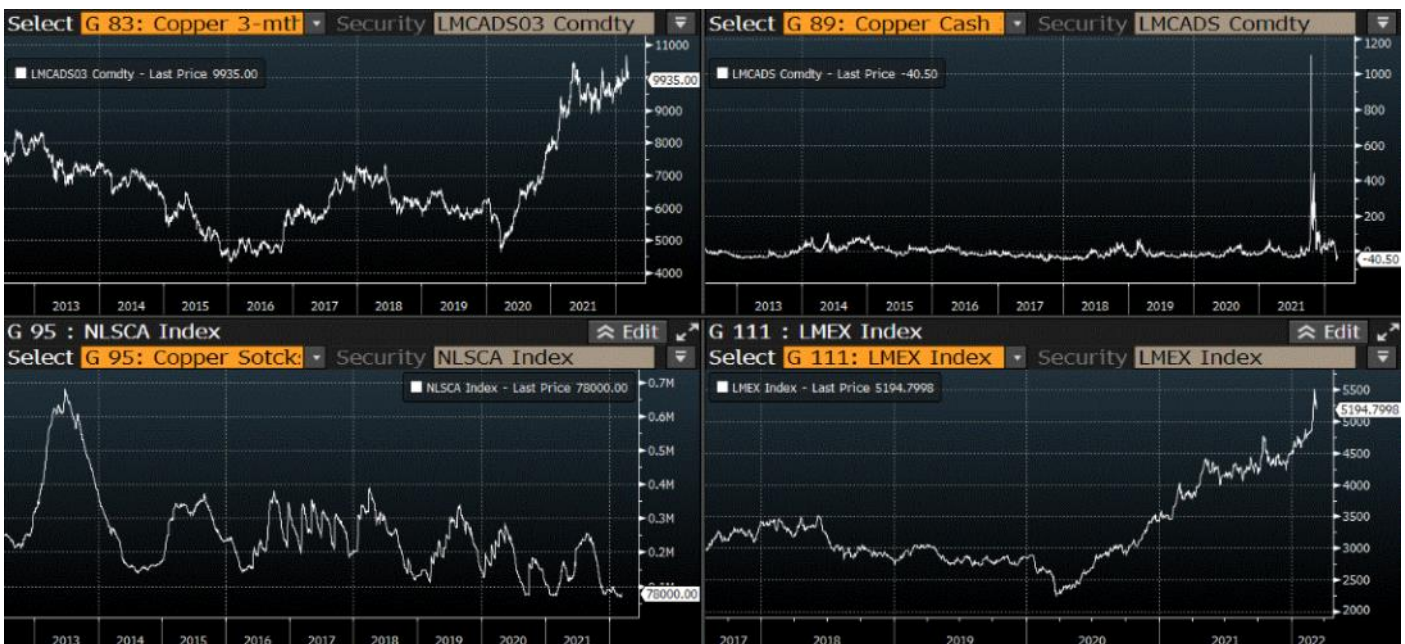 Select G 83: Copper 3-mth Security LMCADS03 Comdty
LMCADS03 Comdty - Last Price 9935.00
11000
9935.00
9000
8000
7000
6000
5000
4000
2013 2014 2015 2016 2017 2018 2019 2020 2021
Select G 89: Copper Cash Security LMCADS Comdty
LMCADS Comdty - Last Price -40.50
1200
1000
800
600
400
200
0
-40.50
2013 2014 2015 2016 2017 2018 2019 2020 2021
G 95 : NLSCA Index Edit
Select G 95: Copper Sotcks Security NLSCA Index
NLSCA Index - Last Price 78000.00
0.7M
0.6M
0.5M
0.4M
0.3M
0.2M
78000.00
2013 2014 2015 2016 2017 2018 2019 2020 2021
G 111 : LMEX Index Edit
Select G 111: LMEX Index Security LMEX Index
LMEX Index - Last Price 5194.7998
5500
5194.7998
5000
4500
4000
3500
3000
2500
2000
2017 2018 2019 2020 2021 2022